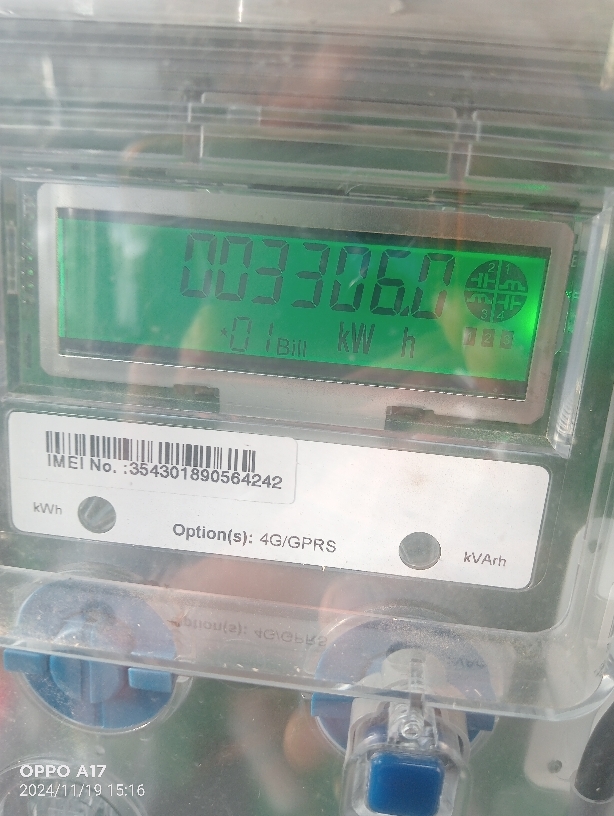 003306.0
+01 Bill kW h
IMEI No. :354301890564242
kWh
Option(s): 4G/GPRS
kVArh
OPPO A17
2024/11/19 15:16